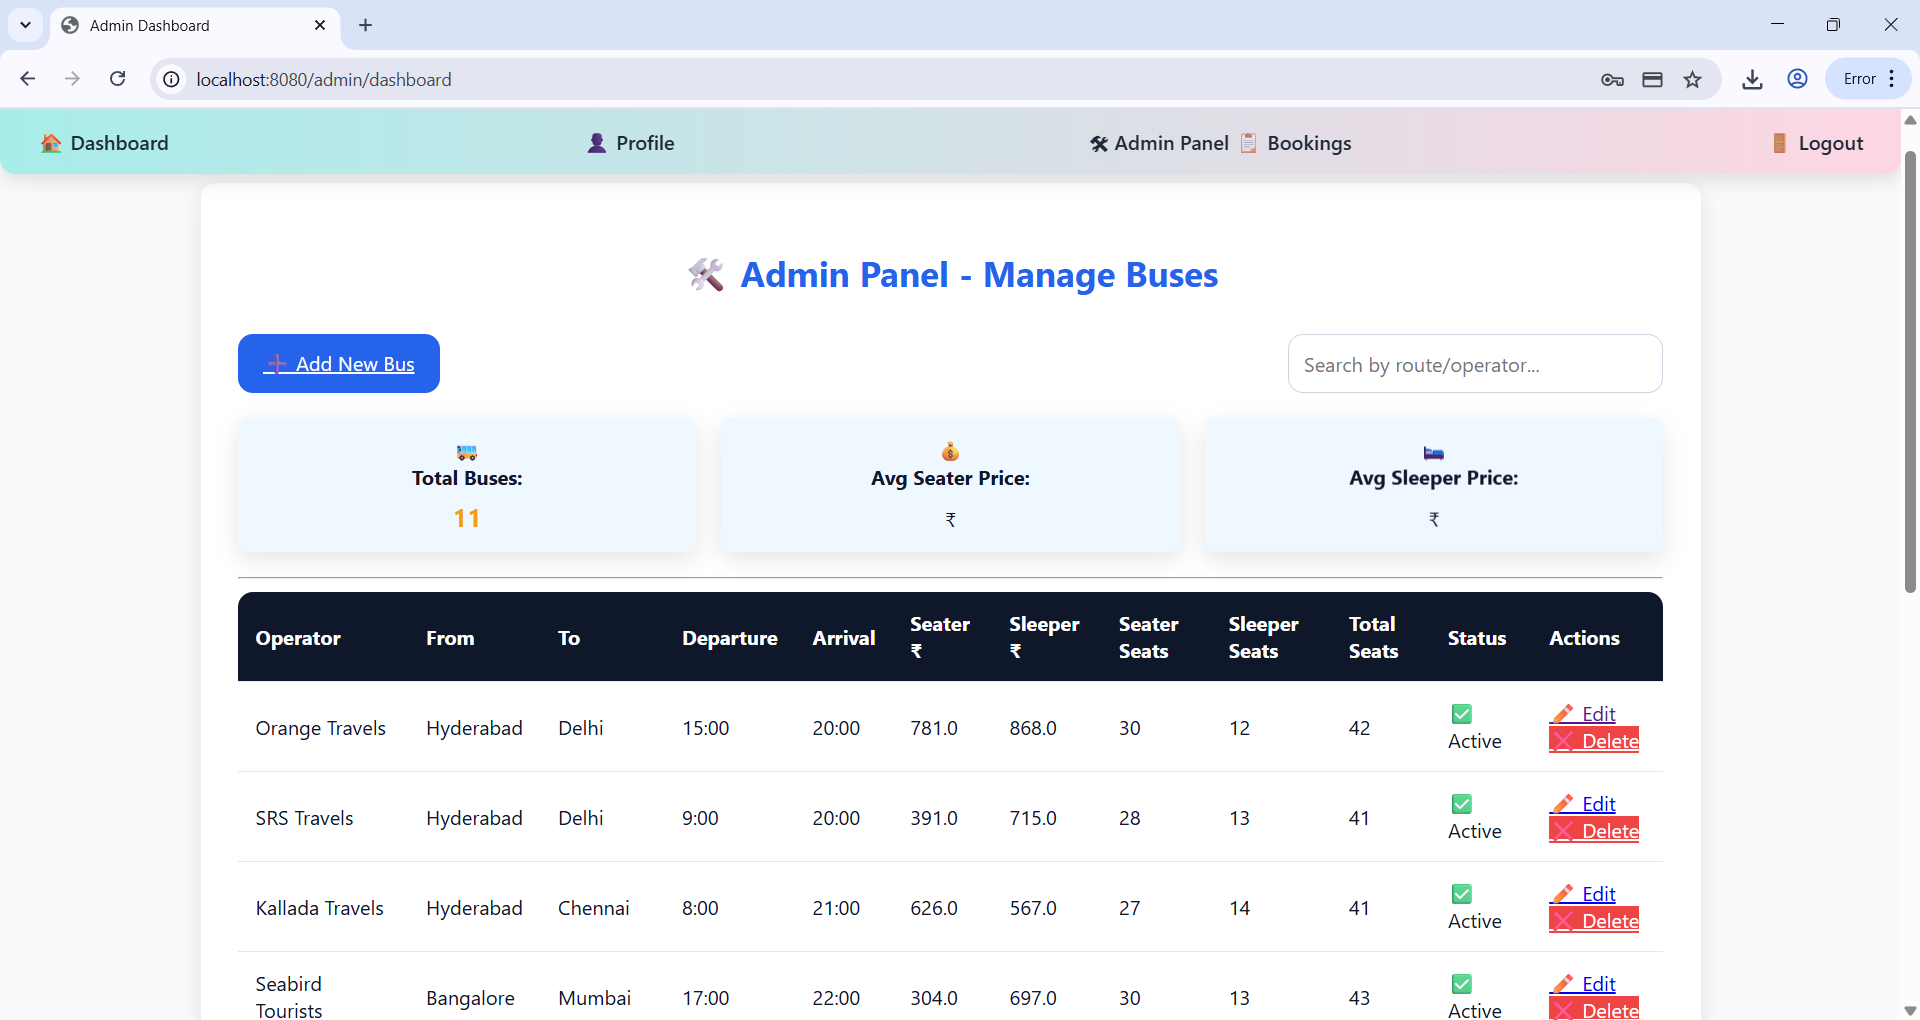 Admin Dashboard
localhost:8080/admin/dashboard
Error
Dashboard
Profile
Admin Panel
Bookings
Logout
Admin Panel - Manage Buses
Add New Bus
Search by route/operator...
Total Buses:
11
Avg Seater Price:
₹
Avg Sleeper Price:
₹
Operator From To Departure Arrival Seater ₹ Sleeper ₹ Seater Seats Sleeper Seats Total Seats Status Actions
Orange Travels Hyderabad Delhi 15:00 20:00 781.0 868.0 30 12 42 Active Edit Delete
SRS Travels Hyderabad Delhi 9:00 20:00 391.0 715.0 28 13 41 Active Edit Delete
Kallada Travels Hyderabad Chennai 8:00 21:00 626.0 567.0 27 14 41 Active Edit Delete
Seabird Tourists Bangalore Mumbai 17:00 22:00 304.0 697.0 30 13 43 Active Edit Delete